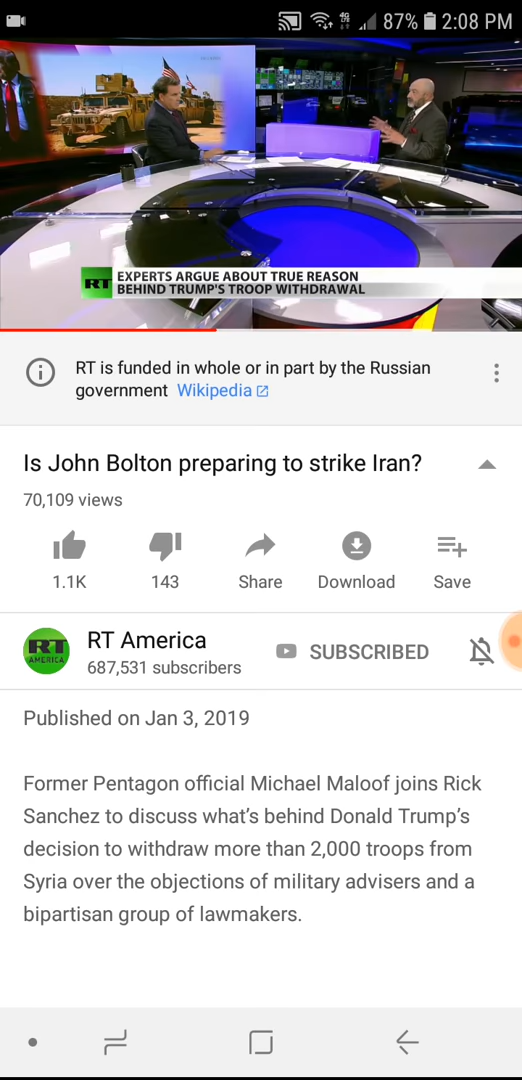 4G
87% 2:08 PM
RT
EXPERTS ARGUE ABOUT TRUE REASON
BEHIND TRUMP'S TROOP WITHDRAWAL
RT is funded in whole or in part by the Russian
government Wikipedia
Is John Bolton preparing to strike Iran?
70,109 views
1.1K 143 Share Download Save
RT
AMERICA
RT America
687,531 subscribers
SUBSCRIBED
Published on Jan 3, 2019
Former Pentagon official Michael Maloof joins Rick
Sanchez to discuss what's behind Donald Trump's
decision to withdraw more than 2,000 troops from
Syria over the objections of military advisers and a
bipartisan group of lawmakers.